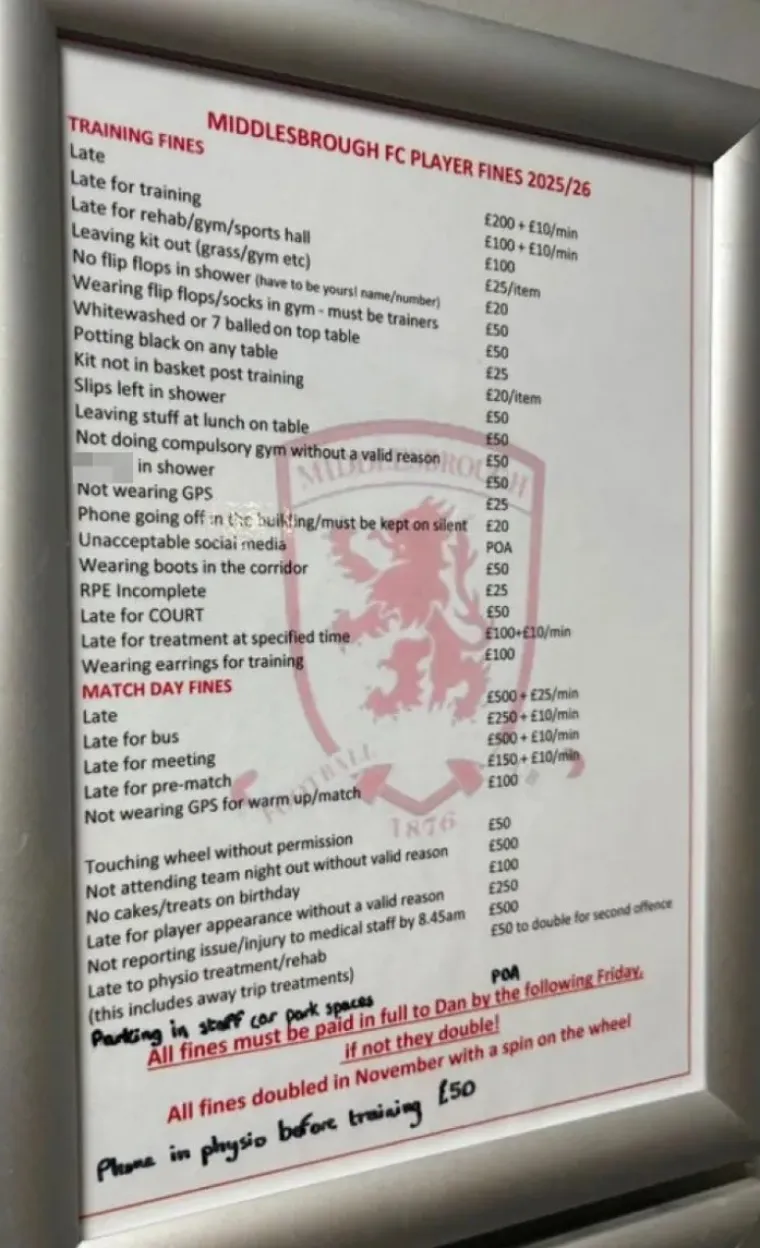 MIDDLESBROUGH FC PLAYER FINES 2025/26
TRAINING FINES
Late £200 + £10/min
Late for training £100 + £10/min
Late for rehab/gym/sports hall £100
Leaving kit out (grass/gym etc) £25/item
No flip flops in shower (have to be yours! name/number) £20
Wearing flip flops/socks in gym - must be trainers £50
Whitewashed or 7 balled on top table £50
Potting black on any table £25
Kit not in basket post training £20/item
Slips left in shower £50
Leaving stuff at lunch on table £50
Not doing compulsory gym without a valid reason £50
in shower £50
Not wearing GPS £25
Phone going off in the building/must be kept on silent £20
Unacceptable social media POA
Wearing boots in the corridor £50
RPE Incomplete £25
Late for COURT £50
Late for treatment at specified time £100+£10/min
Wearing earrings for training £100
MATCH DAY FINES
Late £500 + £25/min
Late for bus £250 + £10/min
Late for meeting £500 + £10/min
Late for pre-match £150 + £10/min
Not wearing GPS for warm up/match £100
Touching wheel without permission £50
Not attending team night out without valid reason £500
No cakes/treats on birthday £100
Late for player appearance without a valid reason £250
Not reporting issue/injury to medical staff by 8.45am £500
Late to physio treatment/rehab £50 to double for second offence
(this includes away trip treatments)
Parking in staff car park spaces POA
All fines must be paid in full to Dan by the following Friday,
if not they double!
All fines doubled in November with a spin on the wheel
Phone in physio before training £50
MIDDLESBROUGH
FOOTBALL CLUB
1876